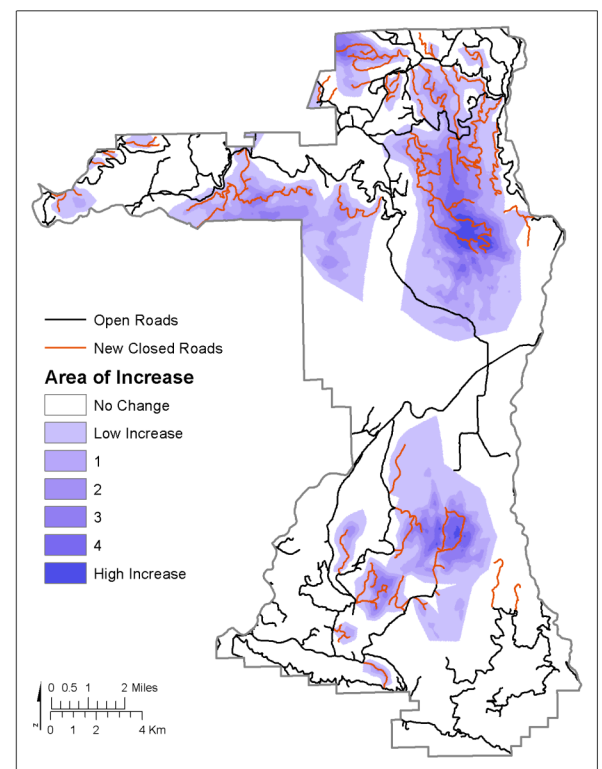 Open Roads
New Closed Roads
Area of Increase
No Change
Low Increase
1
2
3
4
High Increase
0 0.5 1 2 Miles
0 1 2 4 Km
N